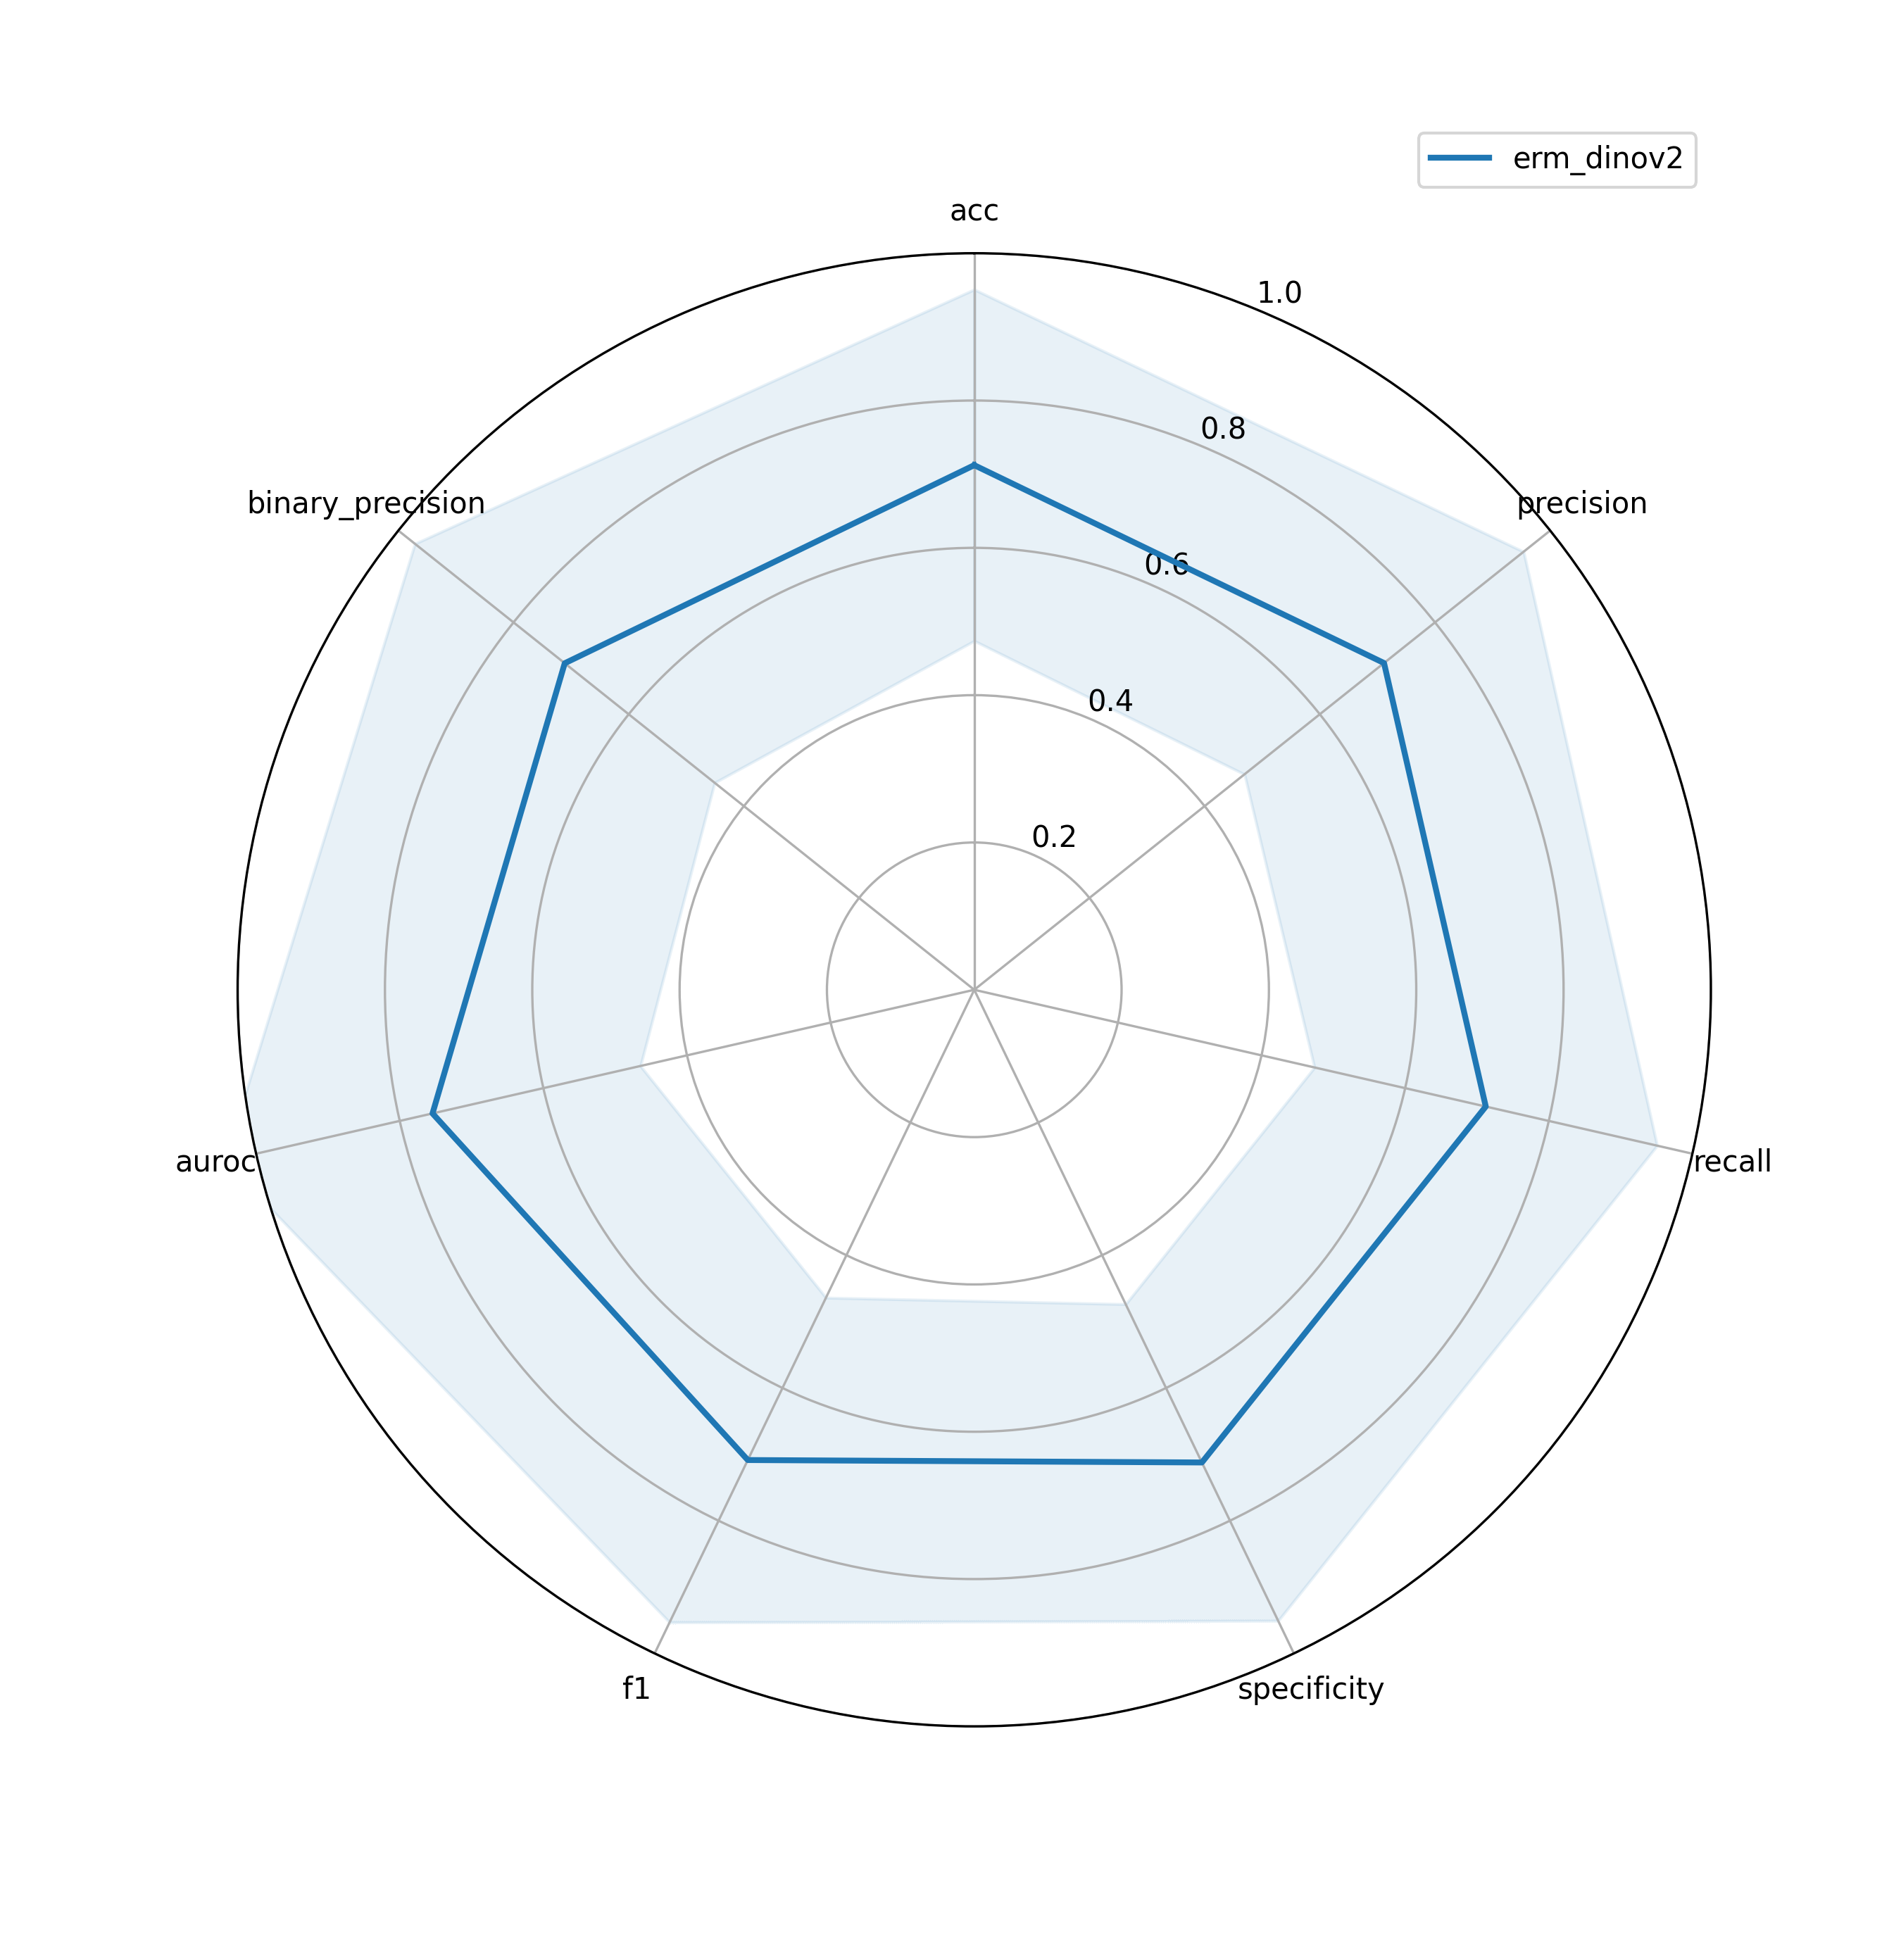 erm_dinov2
acc
1.0
0.8
binary_precision
precision
0.6
0.4
0.2
auroc
recall
f1
specificity